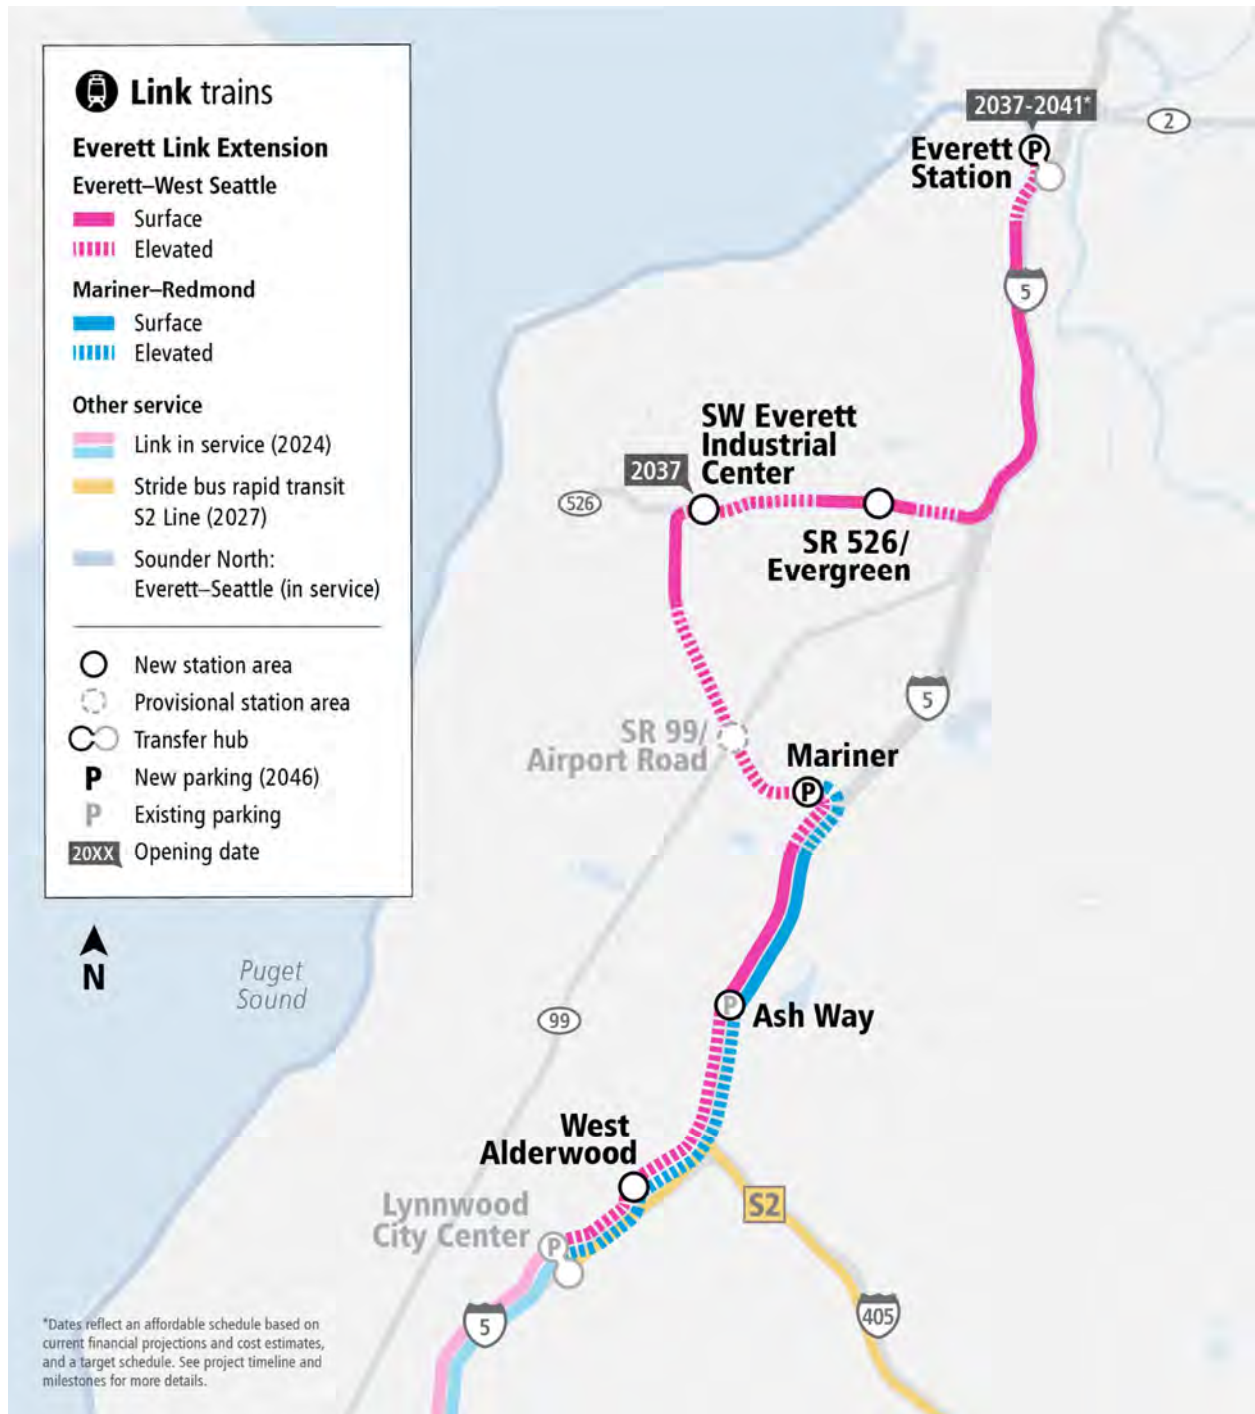 Link trains
Everett Link Extension
Everett–West Seattle
Surface
Elevated
Mariner–Redmond
Surface
Elevated
Other service
Link in service (2024)
Stride bus rapid transit
S2 Line (2027)
Sounder North:
Everett–Seattle (in service)
New station area
Provisional station area
Transfer hub
P New parking (2046)
P Existing parking
20XX Opening date
N
Puget
Sound
2037-2041*
2
Everett
Station
P
5
SW Everett
Industrial
Center
2037
526
SR 526/
Evergreen
5
SR 99/
Airport Road
Mariner
P
P
Ash Way
99
West
Alderwood
Lynnwood
City Center
P
S2
5
405
*Dates reflect an affordable schedule based on
current financial projections and cost estimates,
and a target schedule. See project timeline and
milestones for more details.